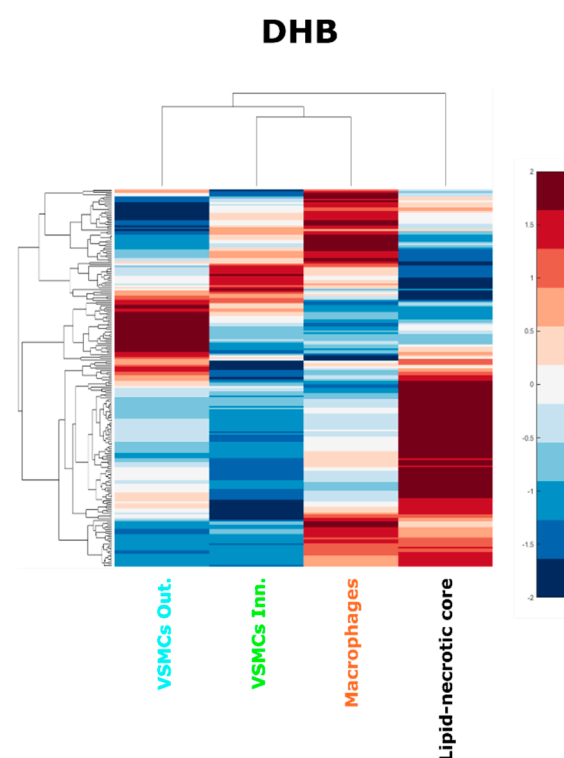 DHB
2
1.5
1
0.5
0
-0.5
-1
-1.5
-2
VSMCs Out.
VSMCs Inn.
Macrophages
Lipid-necrotic core